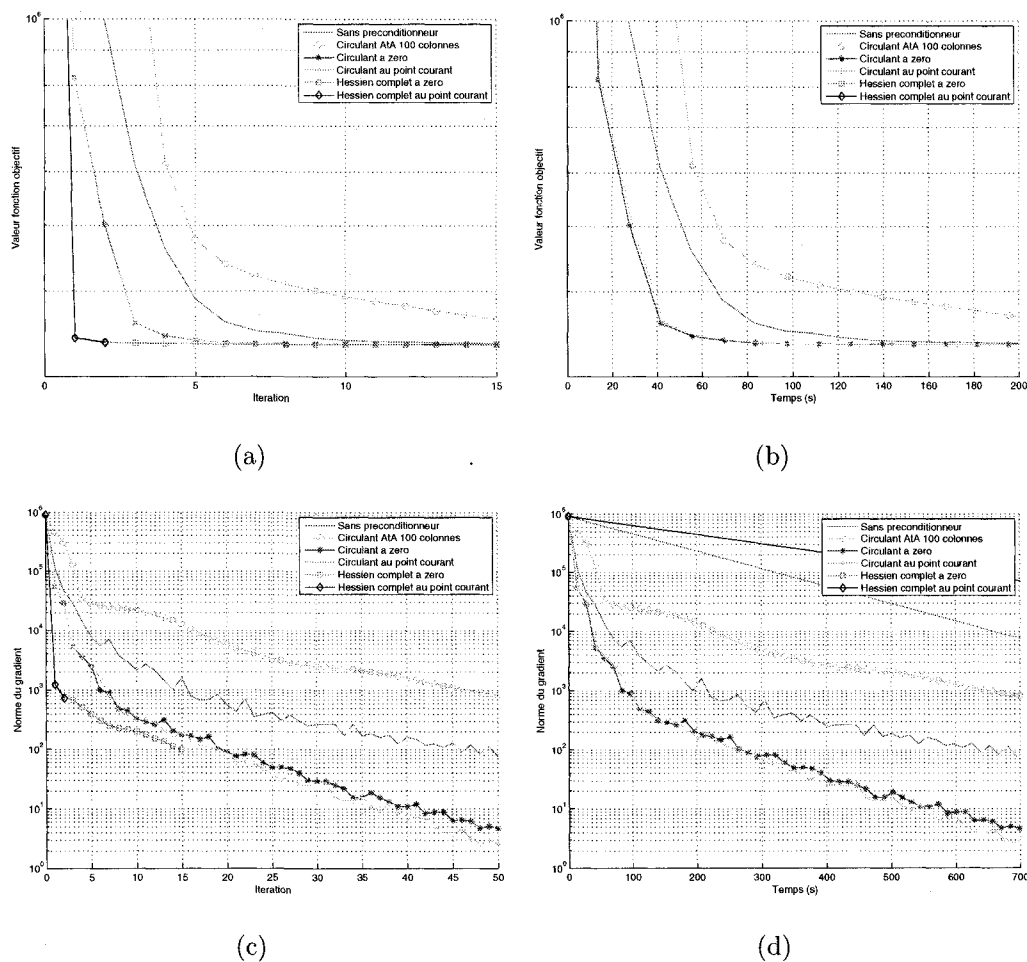 10^6
Valeur fonction objectif
Sans preconditionneur
Circulant AtA 100 colonnes
Circulant a zero
Circulant au point courant
Hessien complet a zero
Hessien complet au point courant
0 5 10 15
Iteration
(a)
10^6
Valeur fonction objectif
Sans preconditionneur
Circulant AtA 100 colonnes
Circulant a zero
Circulant au point courant
Hessien complet a zero
Hessien complet au point courant
0 20 40 60 80 100 120 140 160 180 200
Temps (s)
(b)
10^6
10^5
10^4
10^3
10^2
10^1
10^0
Norme du gradient
Sans preconditionneur
Circulant AtA 100 colonnes
Circulant a zero
Circulant au point courant
Hessien complet a zero
Hessien complet au point courant
0 5 10 15 20 25 30 35 40 45 50
Iteration
(c)
10^6
10^5
10^4
10^3
10^2
10^1
10^0
Norme du gradient
Sans preconditionneur
Circulant AtA 100 colonnes
Circulant a zero
Circulant au point courant
Hessien complet a zero
Hessien complet au point courant
0 100 200 300 400 500 600 700
Temps (s)
(d)